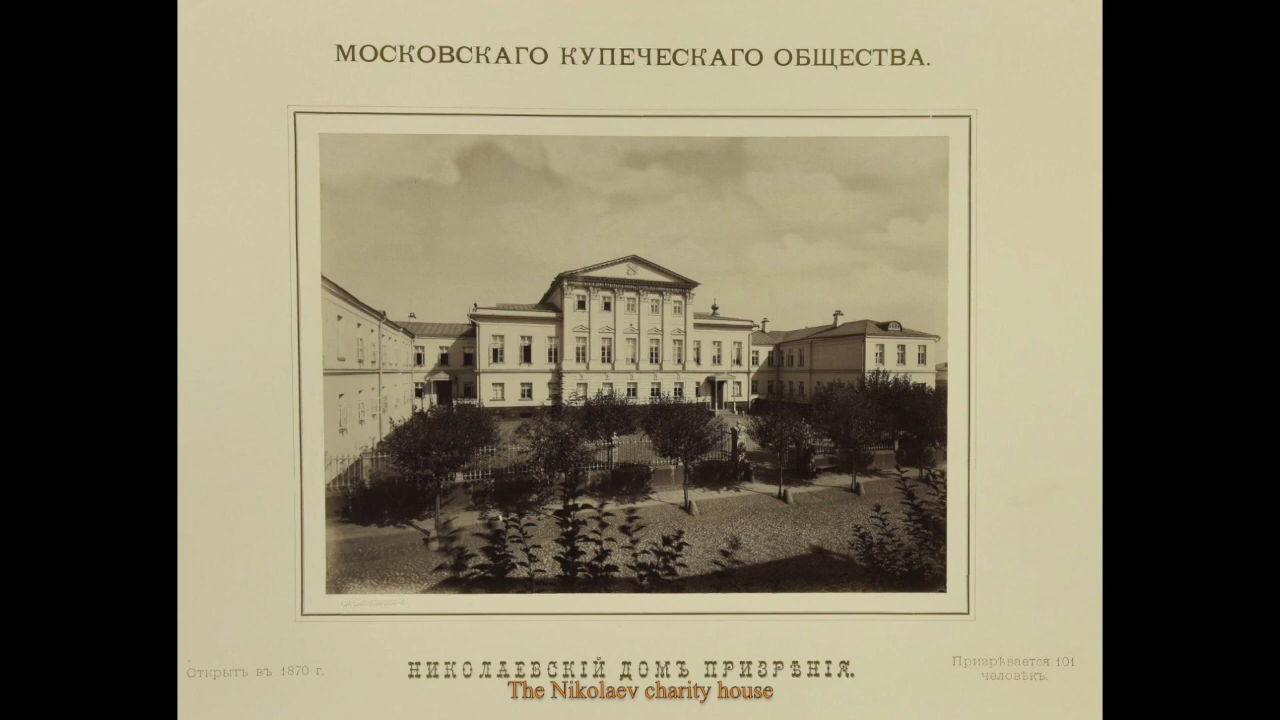 МОСКОВСКАГО КУПЕЧЕСКАГО ОБЩЕСТВА.
Открытъ въ 1870 г.
НИКОЛАЕВСКІЙ ДОМЪ ПРИЗРѢНІЯ.
Призрѣвается 101
человѣкъ.
The Nikolaev charity house